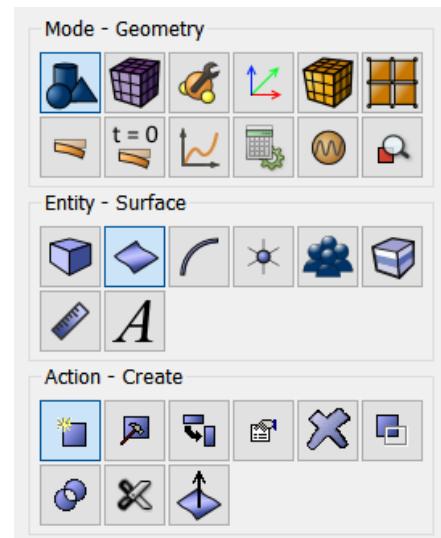 Mode - Geometry
t = 0
Entity - Surface
A
Action - Create